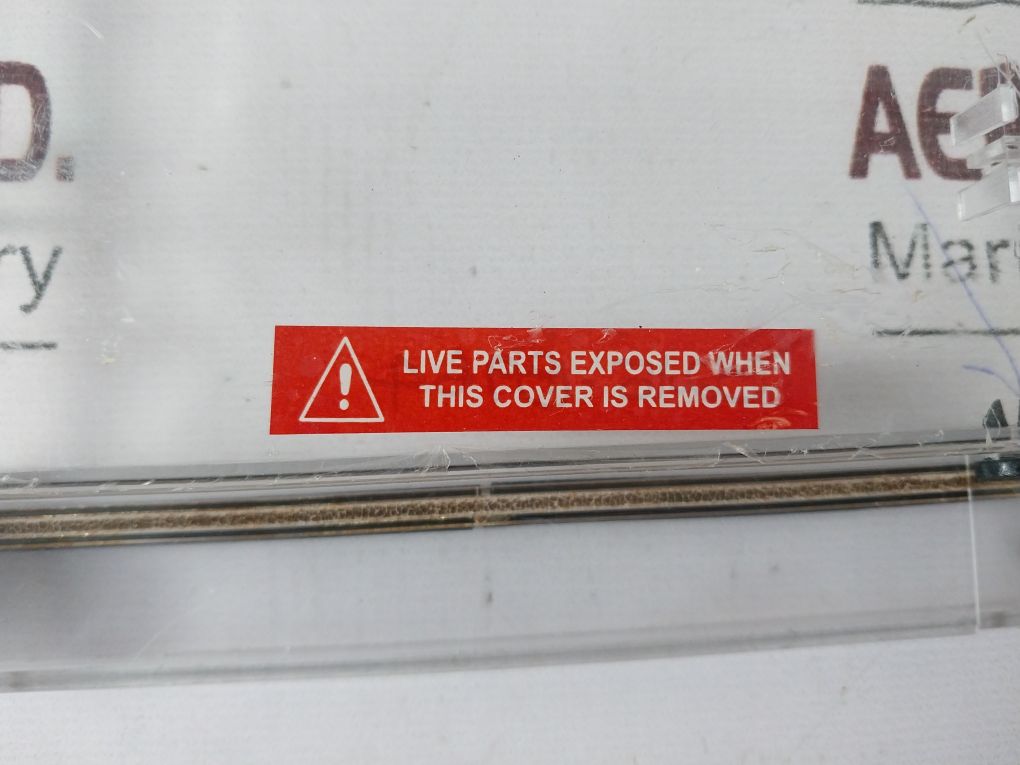 LIVE PARTS EXPOSED WHEN
THIS COVER IS REMOVED